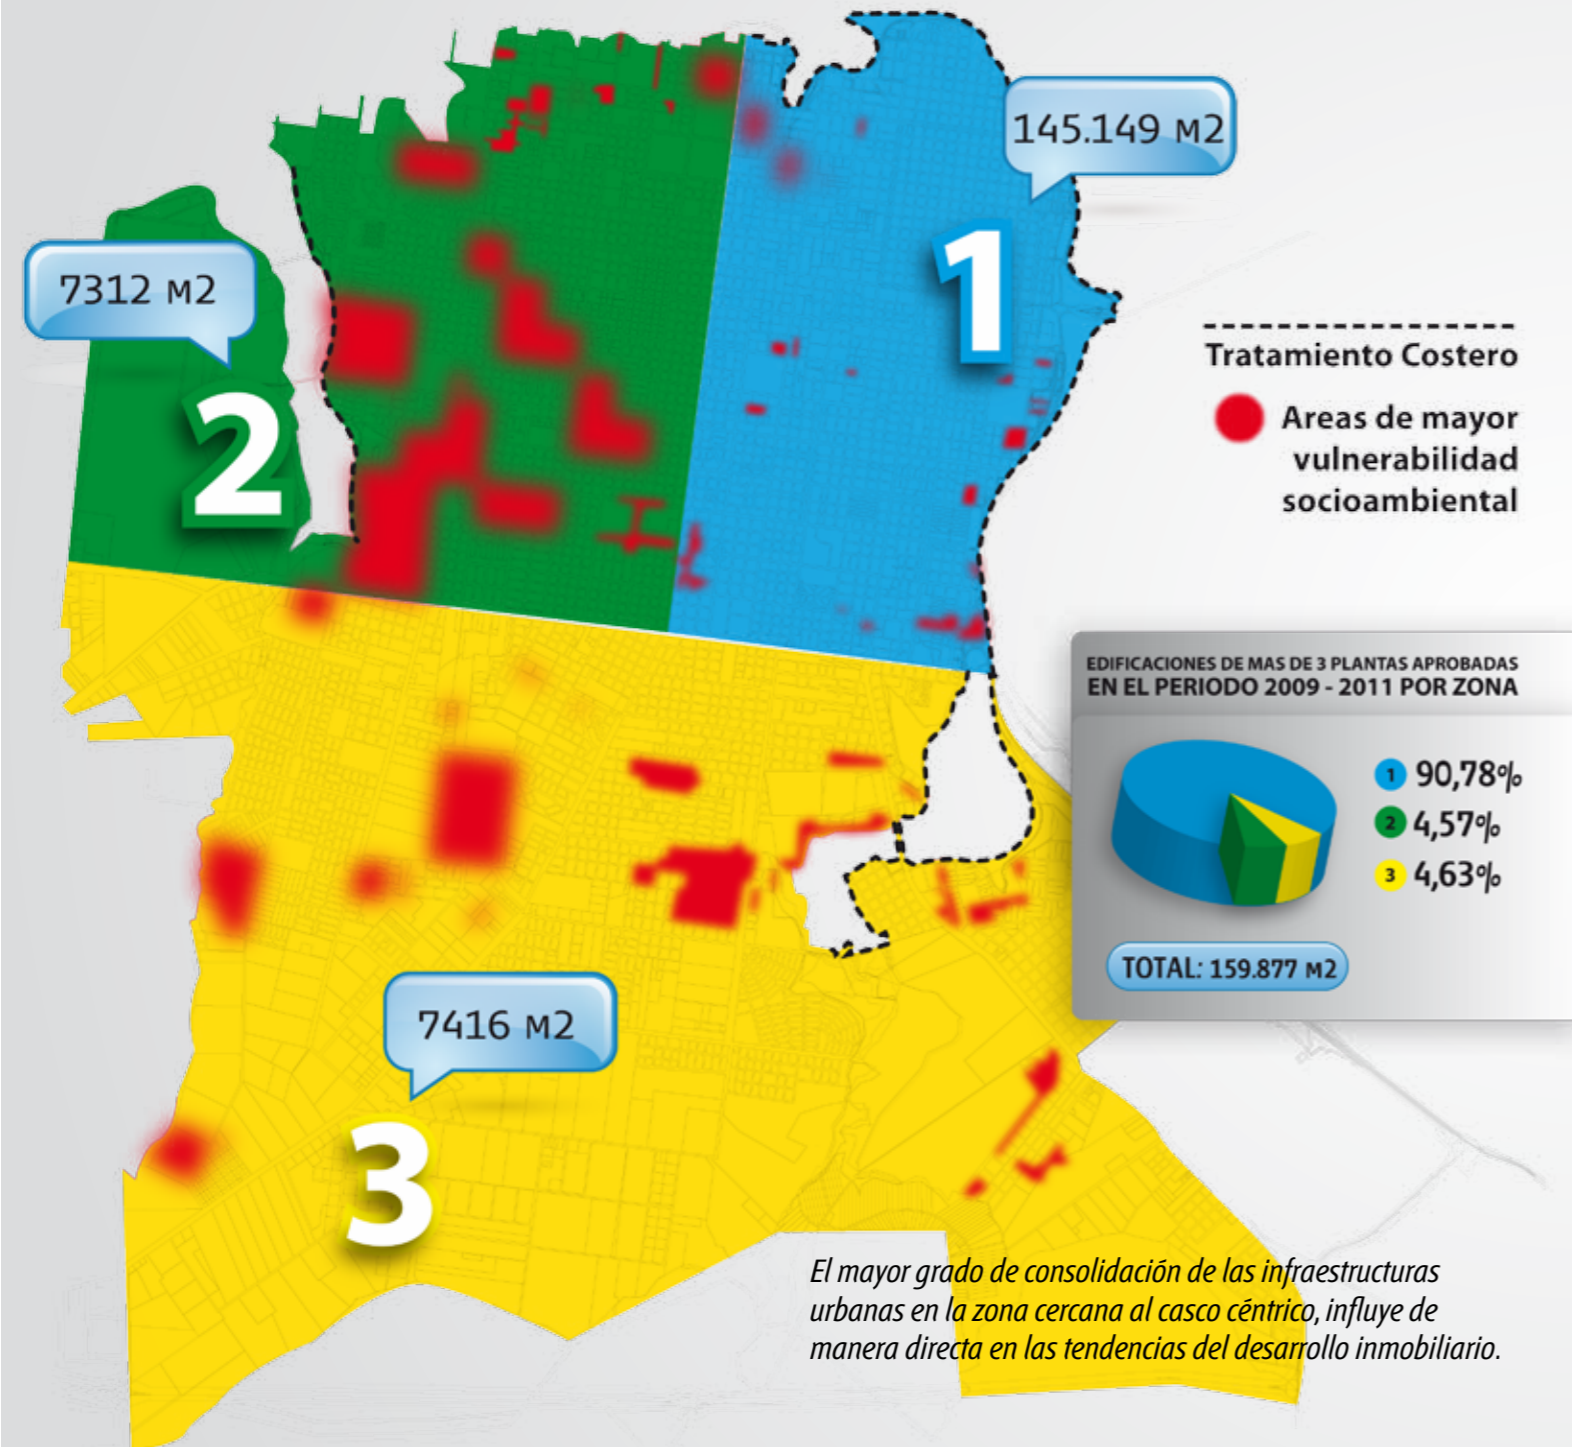 145.149 M2
1
7312 M2
2
Tratamiento Costero
Areas de mayor
vulnerabilidad
socioambiental
EDIFICACIONES DE MAS DE 3 PLANTAS APROBADAS
EN EL PERIODO 2009 - 2011 POR ZONA
1 90,78%
2 4,57%
3 4,63%
TOTAL: 159.877 M2
7416 M2
3
El mayor grado de consolidación de las infraestructuras
urbanas en la zona cercana al casco céntrico, influye de
manera directa en las tendencias del desarrollo inmobiliario.